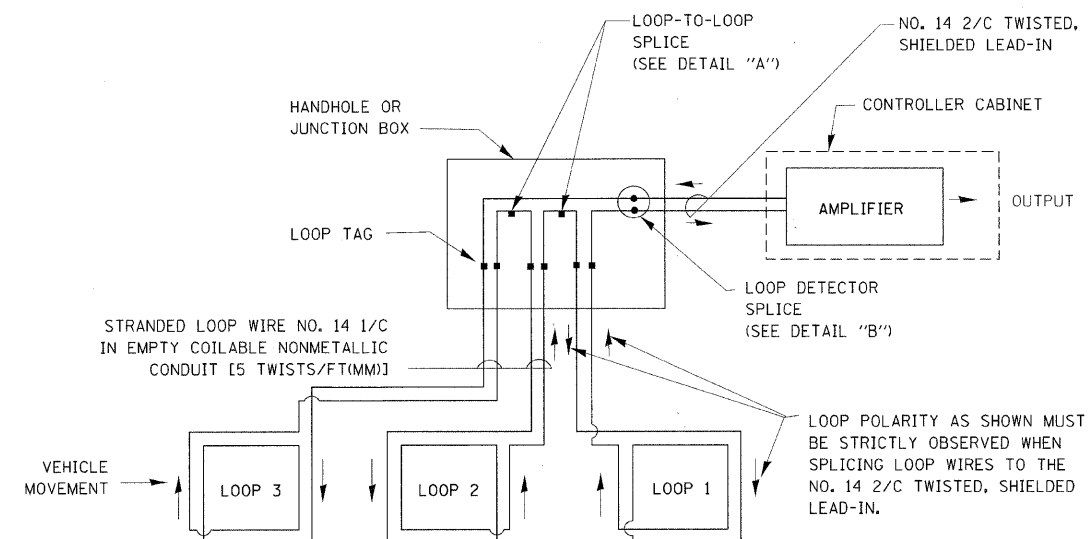 LOOP-TO-LOOP
SPLICE
(SEE DETAIL "A")
NO. 14 2/C TWISTED,
SHIELDED LEAD-IN
HANDHOLE OR
JUNCTION BOX
CONTROLLER CABINET
AMPLIFIER
OUTPUT
LOOP TAG
LOOP DETECTOR
SPLICE
(SEE DETAIL "B")
STRANDED LOOP WIRE NO. 14 1/C
IN EMPTY COILABLE NONMETALLIC
CONDUIT [5 TWISTS/FT(MM)]
LOOP POLARITY AS SHOWN MUST
BE STRICTLY OBSERVED WHEN
SPLICING LOOP WIRES TO THE
NO. 14 2/C TWISTED, SHIELDED
LEAD-IN.
VEHICLE
MOVEMENT
LOOP 3
LOOP 2
LOOP 1